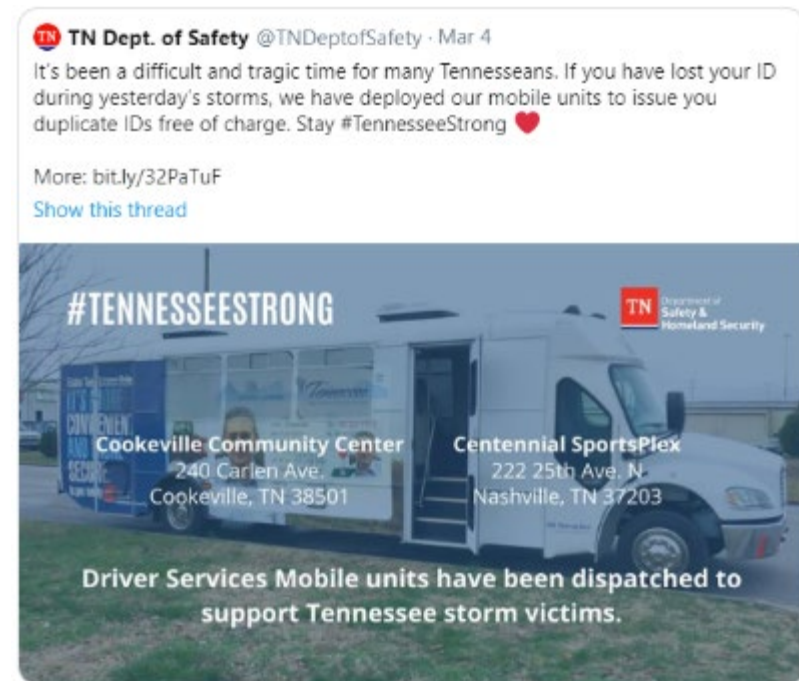 TN Dept. of Safety @TNDeptofSafety · Mar 4
It's been a difficult and tragic time for many Tennesseans. If you have lost your ID
during yesterday's storms, we have deployed our mobile units to issue you
duplicate IDs free of charge. Stay #TennesseeStrong ❤
More: bit.ly/32PaTuF
Show this thread
#TENNESSEESTRONG
TN
Department of
Safety &
Homeland Security
Tennessee
IT'S
CONVENIENT
AND
Cookeville Community Center
240 Carlen Ave.
Cookeville, TN 38501
Centennial SportsPlex
222 25th Ave. N
Nashville, TN 37203
Driver Services Mobile units have been dispatched to
support Tennessee storm victims.